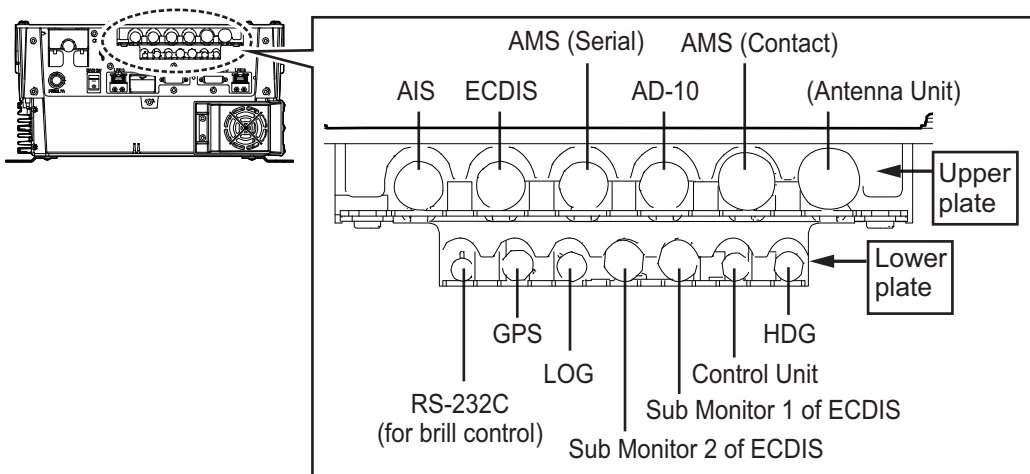 AMS (Serial)
AMS (Contact)
AIS
ECDIS
AD-10
(Antenna Unit)
Upper
plate
Lower
plate
GPS
HDG
LOG
Control Unit
RS-232C
(for brill control)
Sub Monitor 1 of ECDIS
Sub Monitor 2 of ECDIS